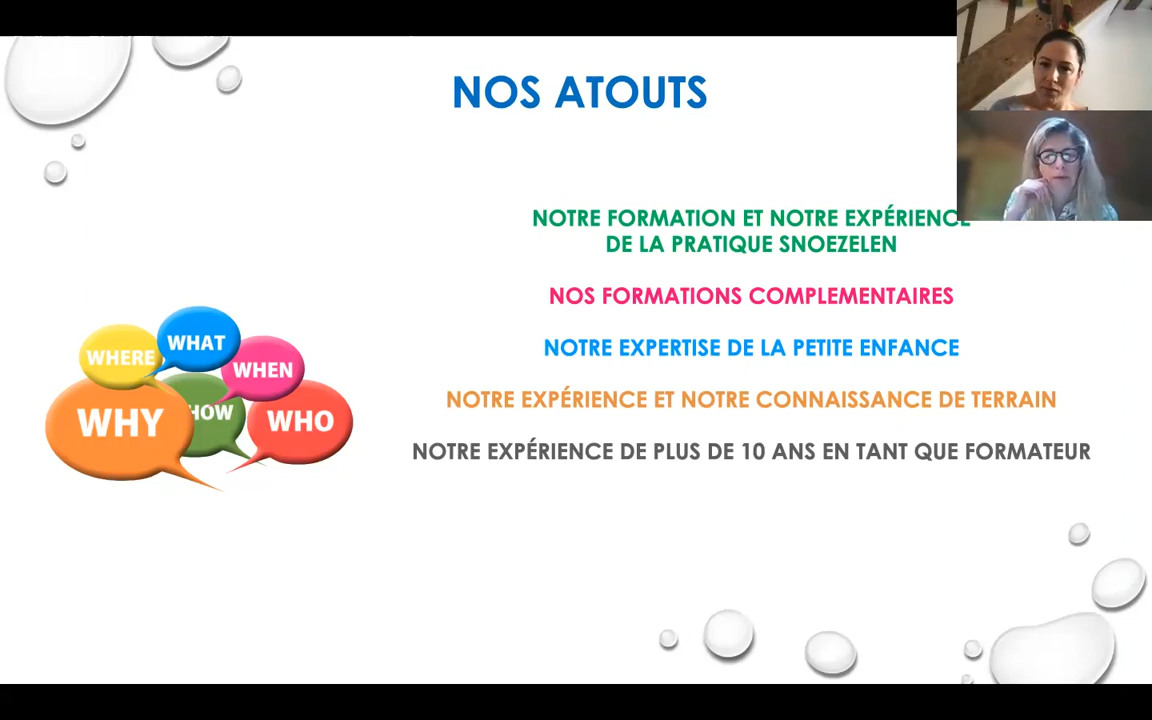 NOS ATOUTS
NOTRE FORMATION ET NOTRE EXPÉRIENCE
DE LA PRATIQUE SNOEZELEN
NOS FORMATIONS COMPLEMENTAIRES
NOTRE EXPERTISE DE LA PETITE ENFANCE
NOTRE EXPÉRIENCE ET NOTRE CONNAISSANCE DE TERRAIN
NOTRE EXPÉRIENCE DE PLUS DE 10 ANS EN TANT QUE FORMATEUR
WHERE
WHAT
WHEN
WHY
HOW
WHO